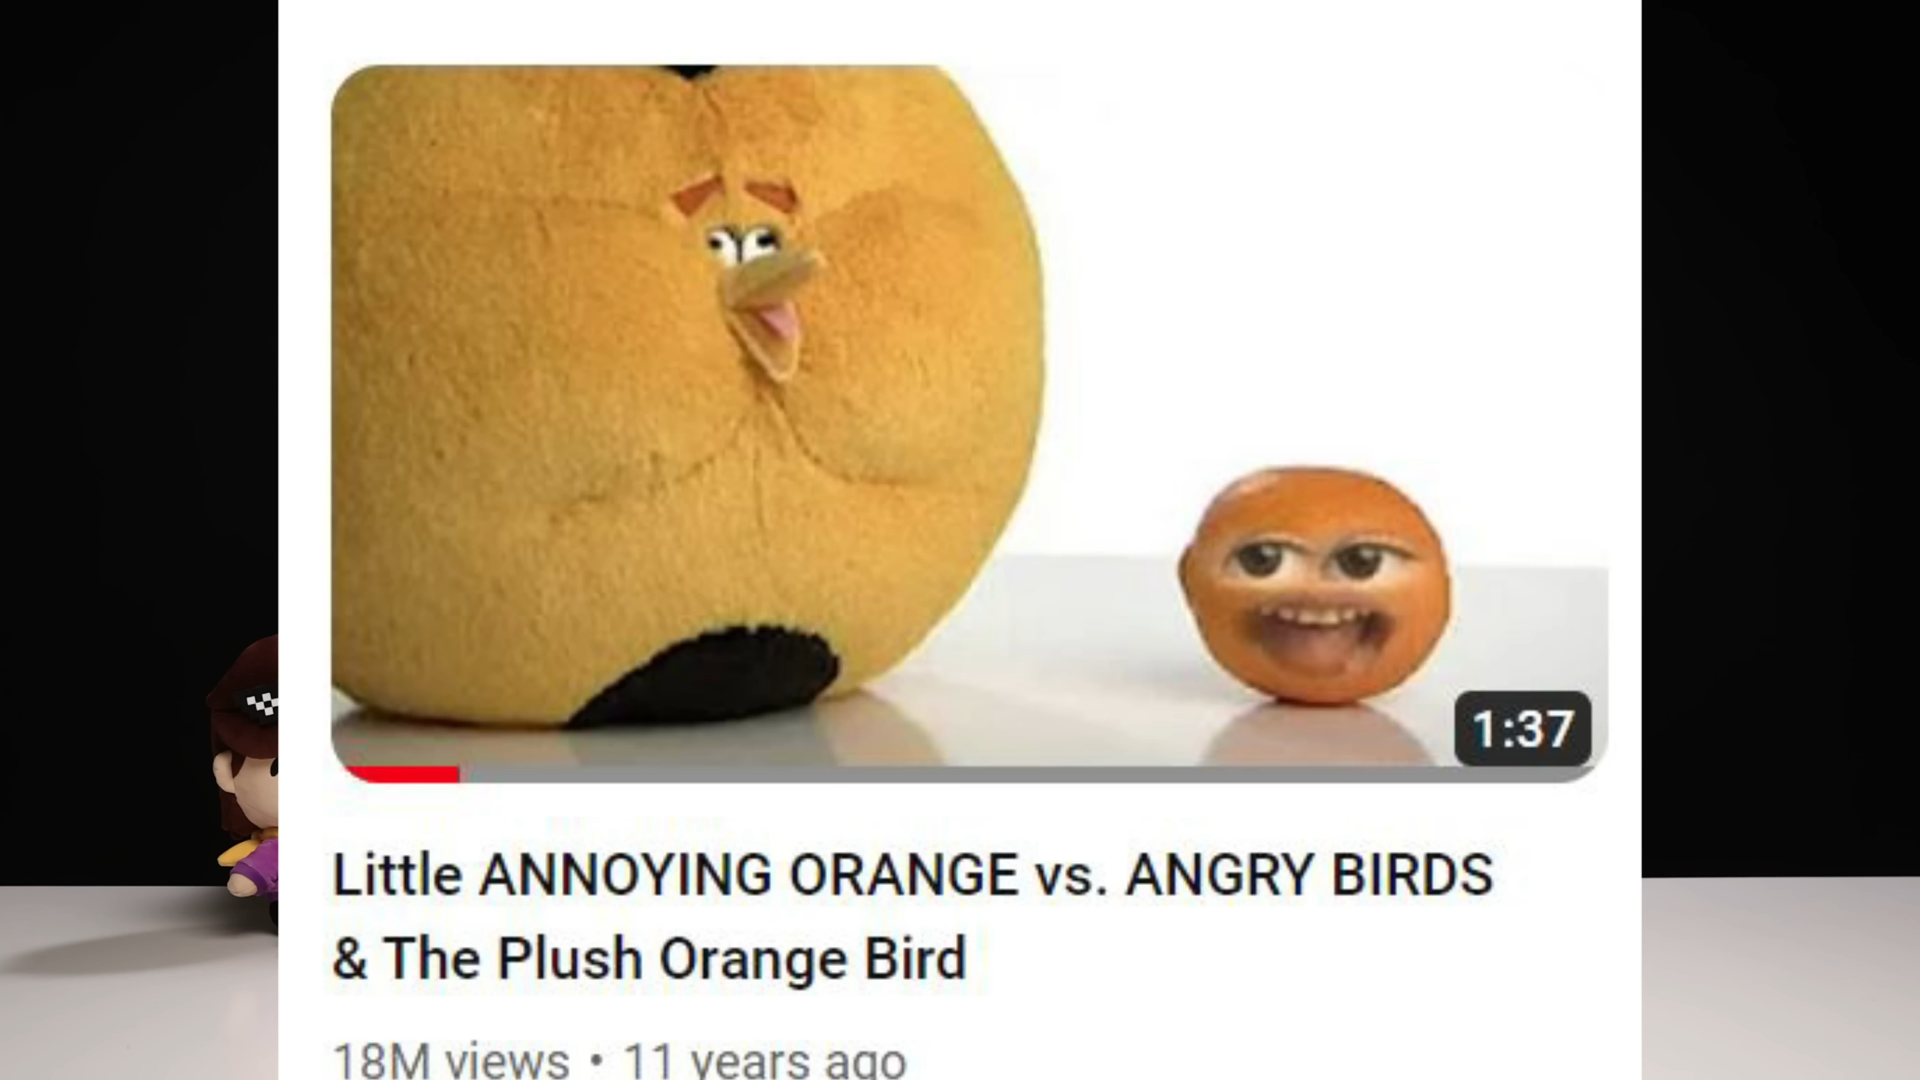 1:37
Little ANNOYING ORANGE vs. ANGRY BIRDS
& The Plush Orange Bird
18M views • 11 years ago